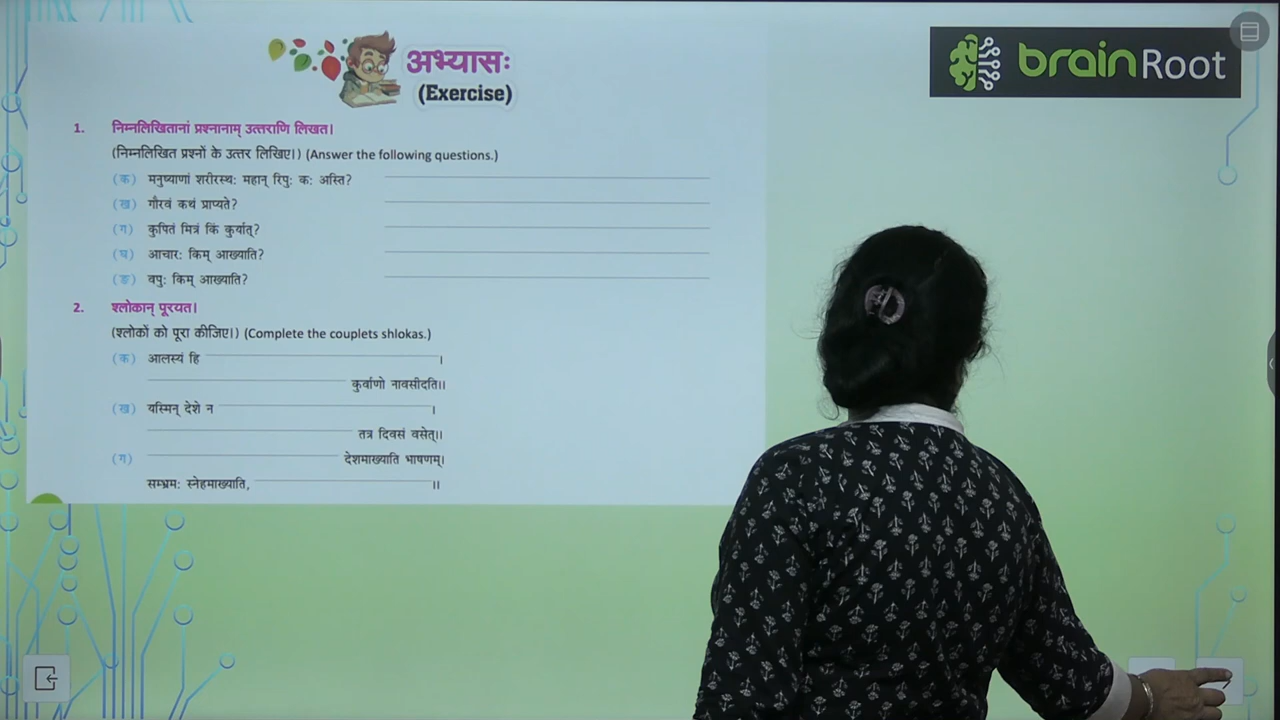 अभ्यासः
(Exercise)
brainRoot
1. निम्नलिखितानां प्रश्नानाम् उत्तराणि लिखत।
(निम्नलिखित प्रश्नों के उत्तर लिखिए।) (Answer the following questions.)
(क) मनुष्याणां शरीरस्थः महान् रिपुः कः अस्ति?
(ख) गौरवं कथं प्राप्यते?
(ग) कुपितं मित्रं किं कुर्यात्?
(घ) आचारः किम् आख्याति?
(ङ) वपुः किम् आख्याति?
2. श्लोकान् पूरयत।
(श्लोकों को पूरा कीजिए।) (Complete the couplets shlokas.)
(क) आलस्यं हि ।
कुर्वाणो नावसीदति।।
(ख) यस्मिन् देशे न ।
तत्र दिवसं वसेत्।।
(ग) देशमाख्याति भाषणम्।
सम्भ्रमः स्नेहमाख्याति, ।।